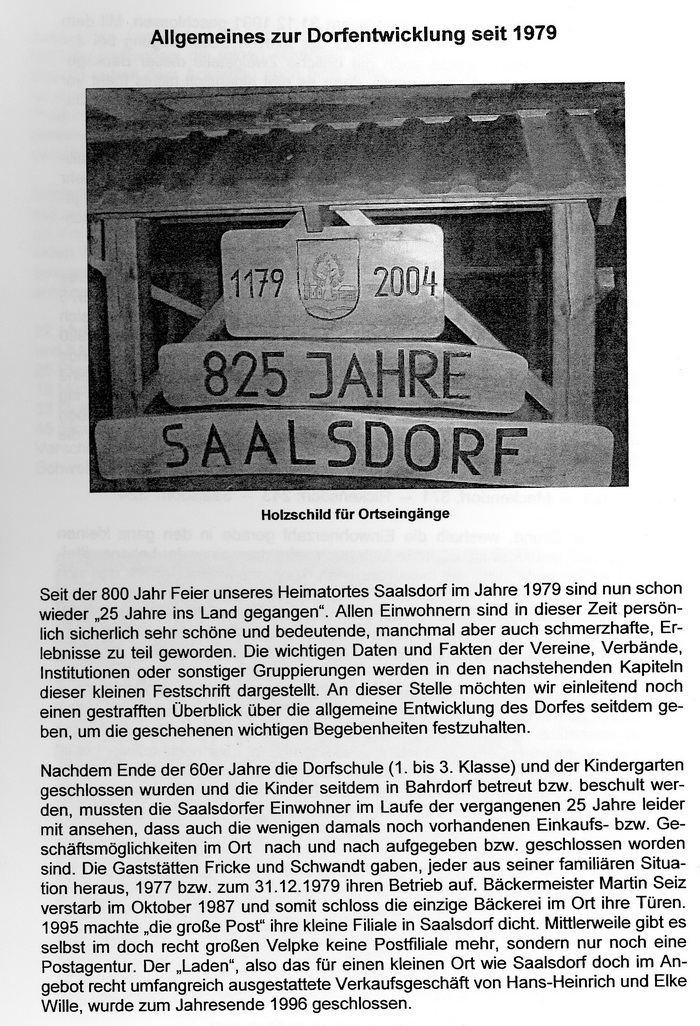 Allgemeines zur Dorfentwicklung seit 1979
1179 2004
825 JAHRE
SAALSDORF
Holzschild für Ortseingänge
Seit der 800 Jahr Feier unseres Heimatortes Saalsdorf im Jahre 1979 sind nun schon
wieder „25 Jahre ins Land gegangen“. Allen Einwohnern sind in dieser Zeit persön-
lich sicherlich sehr schöne und bedeutende, manchmal aber auch schmerzhafte, Er-
lebnisse zu teil geworden. Die wichtigen Daten und Fakten der Vereine, Verbände,
Institutionen oder sonstiger Gruppierungen werden in den nachstehenden Kapiteln
dieser kleinen Festschrift dargestellt. An dieser Stelle möchten wir einleitend noch
einen gestrafften Überblick über die allgemeine Entwicklung des Dorfes seitdem ge-
ben, um die geschehenen wichtigen Begebenheiten festzuhalten.
Nachdem Ende der 60er Jahre die Dorfschule (1. bis 3. Klasse) und der Kindergarten
geschlossen wurden und die Kinder seitdem in Bahrdorf betreut bzw. beschult wer-
den, mussten die Saalsdorfer Einwohner im Laufe der vergangenen 25 Jahre leider
mit ansehen, dass auch die wenigen damals noch vorhandenen Einkaufs- bzw. Ge-
schäftsmöglichkeiten im Ort nach und nach aufgegeben bzw. geschlossen worden
sind. Die Gaststätten Fricke und Schwandt gaben, jeder aus seiner familiären Situa-
tion heraus, 1977 bzw. zum 31.12.1979 ihren Betrieb auf. Bäckermeister Martin Seiz
verstarb im Oktober 1987 und somit schloss die einzige Bäckerei im Ort ihre Türen.
1995 machte „die große Post“ ihre kleine Filiale in Saalsdorf dicht. Mittlerweile gibt es
selbst im doch recht großen Velpke keine Postfiliale mehr, sondern nur noch eine
Postagentur. Der „Laden“, also das für einen kleinen Ort wie Saalsdorf doch im An-
gebot recht umfangreich ausgestattete Verkaufsgeschäft von Hans-Heinrich und Elke
Wille, wurde zum Jahresende 1996 geschlossen.